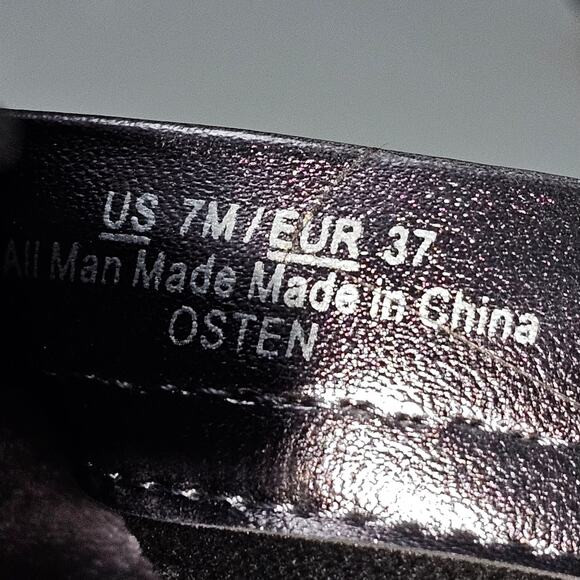 US 7M/EUR 37
All Man Made Made in China
OSTEN